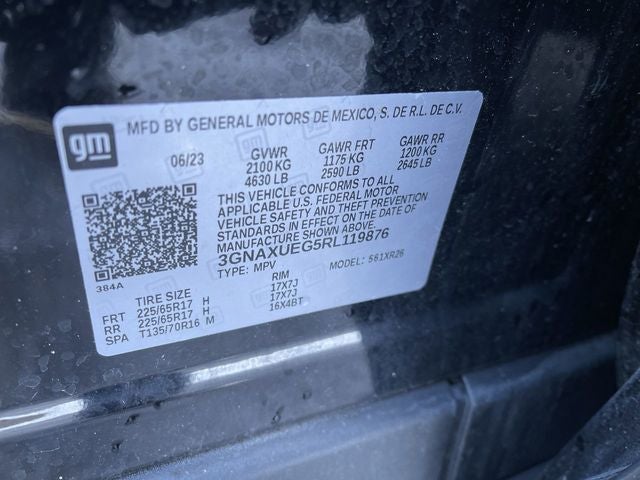 gm
MFD BY GENERAL MOTORS DE MEXICO, S. DE R.L. DE C.V.
06/23 GVWR GAWR FRT GAWR RR
2100 KG 1175 KG 1200 KG
4630 LB 2590 LB 2645 LB
THIS VEHICLE CONFORMS TO ALL
APPLICABLE U.S. FEDERAL MOTOR
VEHICLE SAFETY AND THEFT PREVENTION
STANDARDS IN EFFECT ON THE DATE OF
MANUFACTURE SHOWN ABOVE.
3GNAXUEG5RL119876
TYPE: MPV MODEL: 561XR26
384A
TIRE SIZE RIM
FRT 225/65R17 H 17X7J
RR 225/65R17 H 17X7J
SPA T135/70R16 M 16X4BT